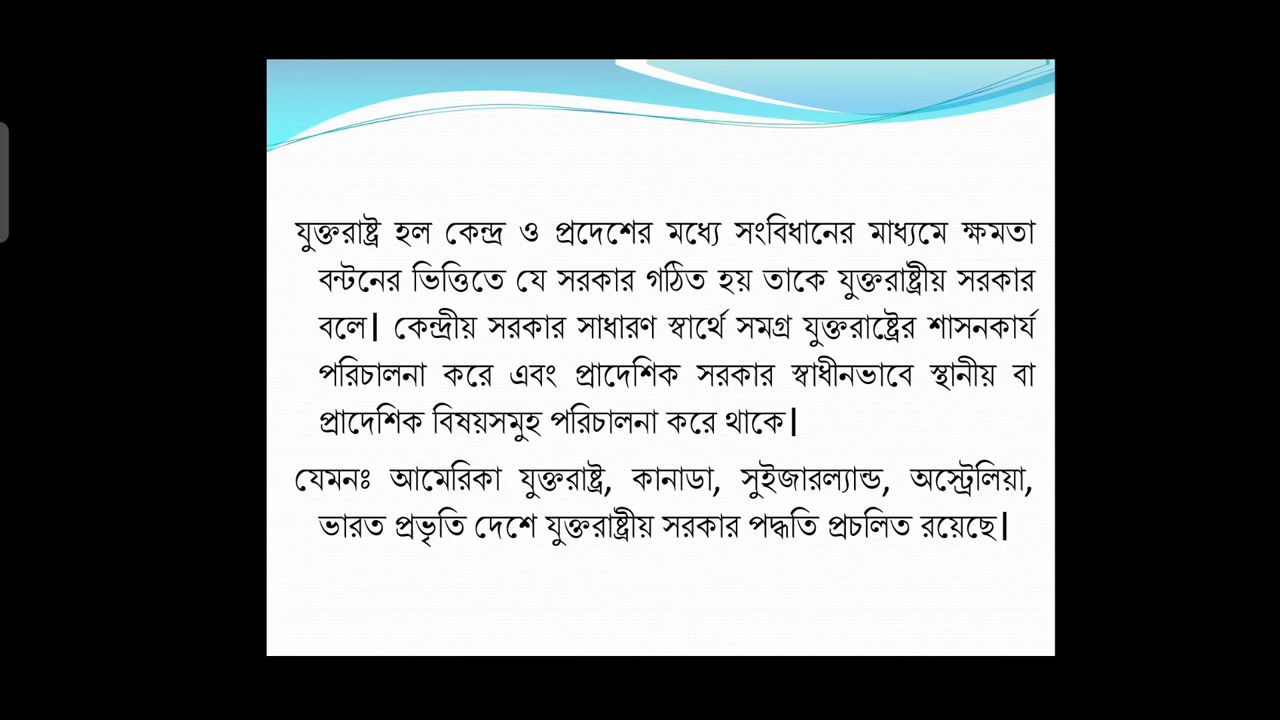 যুক্তরাষ্ট্র হল কেন্দ্র ও প্রদেশের মধ্যে সংবিধানের মাধ্যমে ক্ষমতা
বন্টনের ভিত্তিতে যে সরকার গঠিত হয় তাকে যুক্তরাষ্ট্রীয় সরকার
বলে| কেন্দ্রীয় সরকার সাধারণ স্বার্থে সমগ্র যুক্তরাষ্ট্রের শাসনকার্য
পরিচালনা করে এবং প্রাদেশিক সরকার স্বাধীনভাবে স্থানীয় বা
প্রাদেশিক বিষয়সমুহ পরিচালনা করে থাকে|
যেমনঃ আমেরিকা যুক্তরাষ্ট্র, কানাডা, সুইজারল্যান্ড, অস্ট্রেলিয়া,
ভারত প্রভৃতি দেশে যুক্তরাষ্ট্রীয় সরকার পদ্ধতি প্রচলিত রয়েছে|